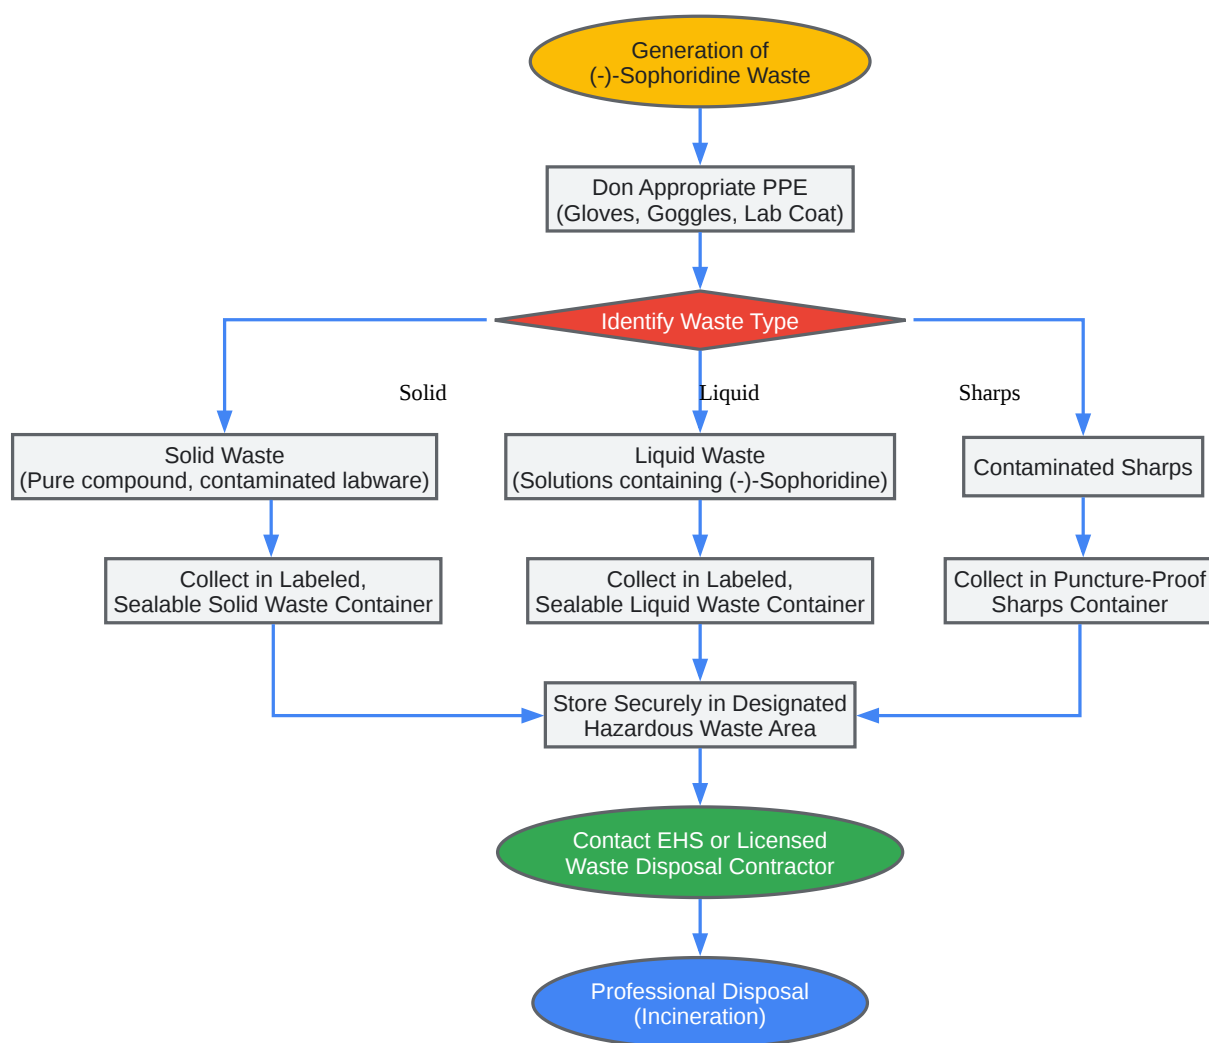 Generation of
(-)-Sophoridine Waste
Don Appropriate PPE
(Gloves, Goggles, Lab Coat)
Identify Waste Type
Solid
Liquid
Sharps
Solid Waste
(Pure compound, contaminated labware)
Liquid Waste
(Solutions containing (-)-Sophoridine)
Contaminated Sharps
Collect in Labeled,
Sealable Solid Waste Container
Collect in Labeled,
Sealable Liquid Waste Container
Collect in Puncture-Proof
Sharps Container
Store Securely in Designated
Hazardous Waste Area
Contact EHS or Licensed
Waste Disposal Contractor
Professional Disposal
(Incineration)